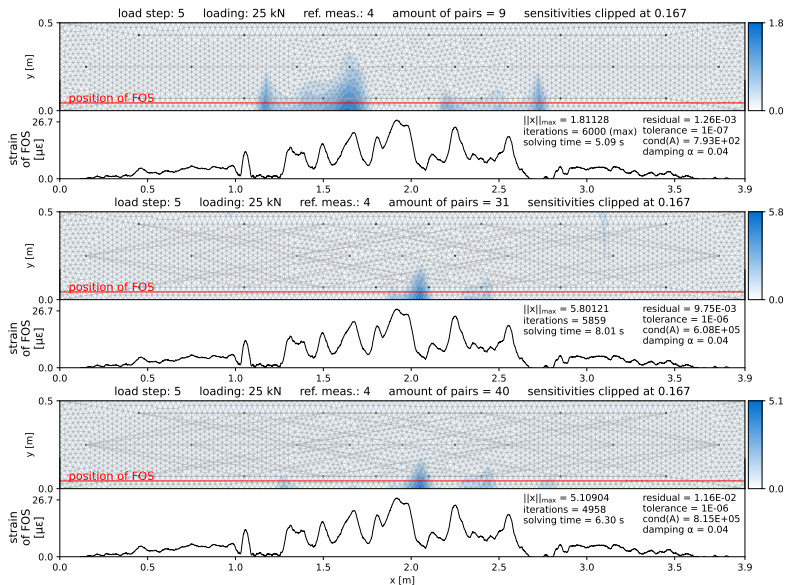 load step: 5 loading: 25 kN ref. meas.: 4 amount of pairs = 9 sensitivities clipped at 0.167
0.5
y [m]
0.0
position of FOS
1.8
0.0
26.7
strain
of FOS
[με]
0.0
||x||max = 1.81128
iterations = 6000 (max)
solving time = 5.09 s
residual = 1.26E-03
tolerance = 1E-07
cond(A) = 7.93E+02
damping α = 0.04
0.0 0.5 1.0 1.5 2.0 2.5 3.0 3.5 3.9
load step: 5 loading: 25 kN ref. meas.: 4 amount of pairs = 31 sensitivities clipped at 0.167
0.5
y [m]
0.0
position of FOS
5.8
0.0
26.7
strain
of FOS
[με]
0.0
||x||max = 5.80121
iterations = 5859
solving time = 8.01 s
residual = 9.75E-03
tolerance = 1E-06
cond(A) = 6.08E+05
damping α = 0.04
0.0 0.5 1.0 1.5 2.0 2.5 3.0 3.5 3.9
load step: 5 loading: 25 kN ref. meas.: 4 amount of pairs = 40 sensitivities clipped at 0.167
0.5
y [m]
0.0
position of FOS
5.1
0.0
26.7
strain
of FOS
[με]
0.0
||x||max = 5.10904
iterations = 4958
solving time = 6.30 s
residual = 1.16E-02
tolerance = 1E-06
cond(A) = 8.15E+05
damping α = 0.04
0.0 0.5 1.0 1.5 2.0 2.5 3.0 3.5 3.9
x [m]